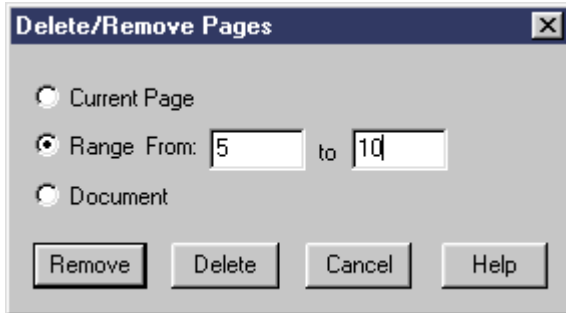 Delete/Remove Pages
Current Page
Range From: 5 to 10
Document
Remove Delete Cancel Help